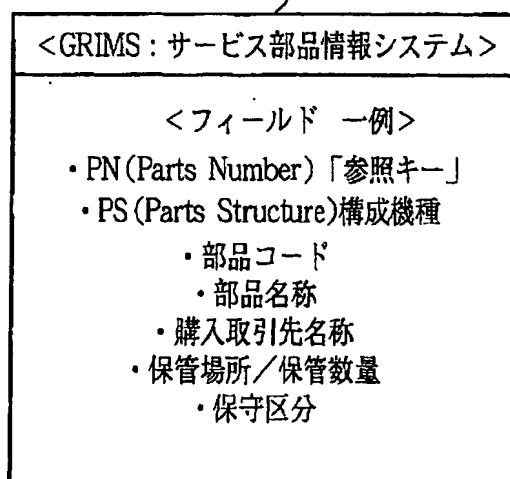 <GRIMS:サービス部品情報システム>
<フィールド 一例>
・PN(Parts Number)「参照キー」
・PS(Parts Structure)構成機種
・部品コード
・部品名称
・購入取引先名称
・保管場所/保管数量
・保守区分